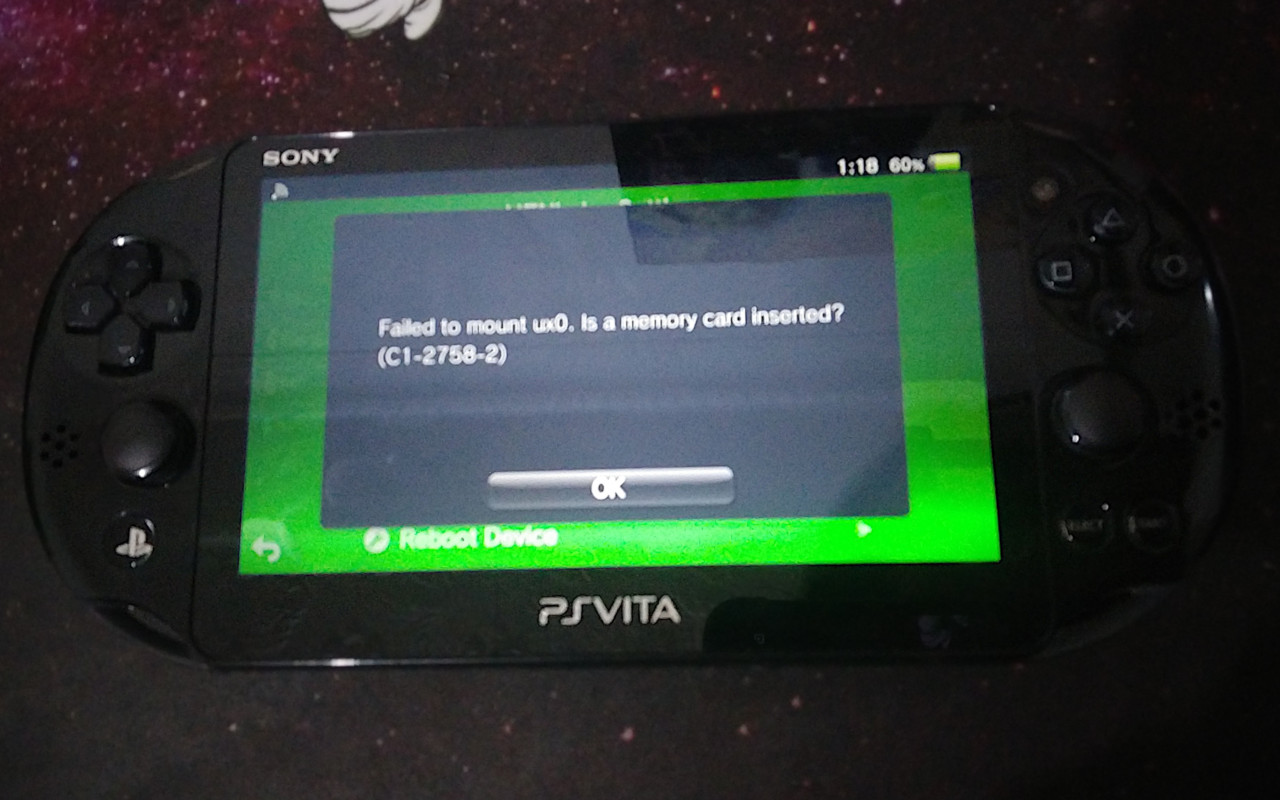 SONY
1:18 60%
Failed to mount ux0. Is a memory card inserted?
(C1-2758-2)
OK
Reboot Device
PSVITA